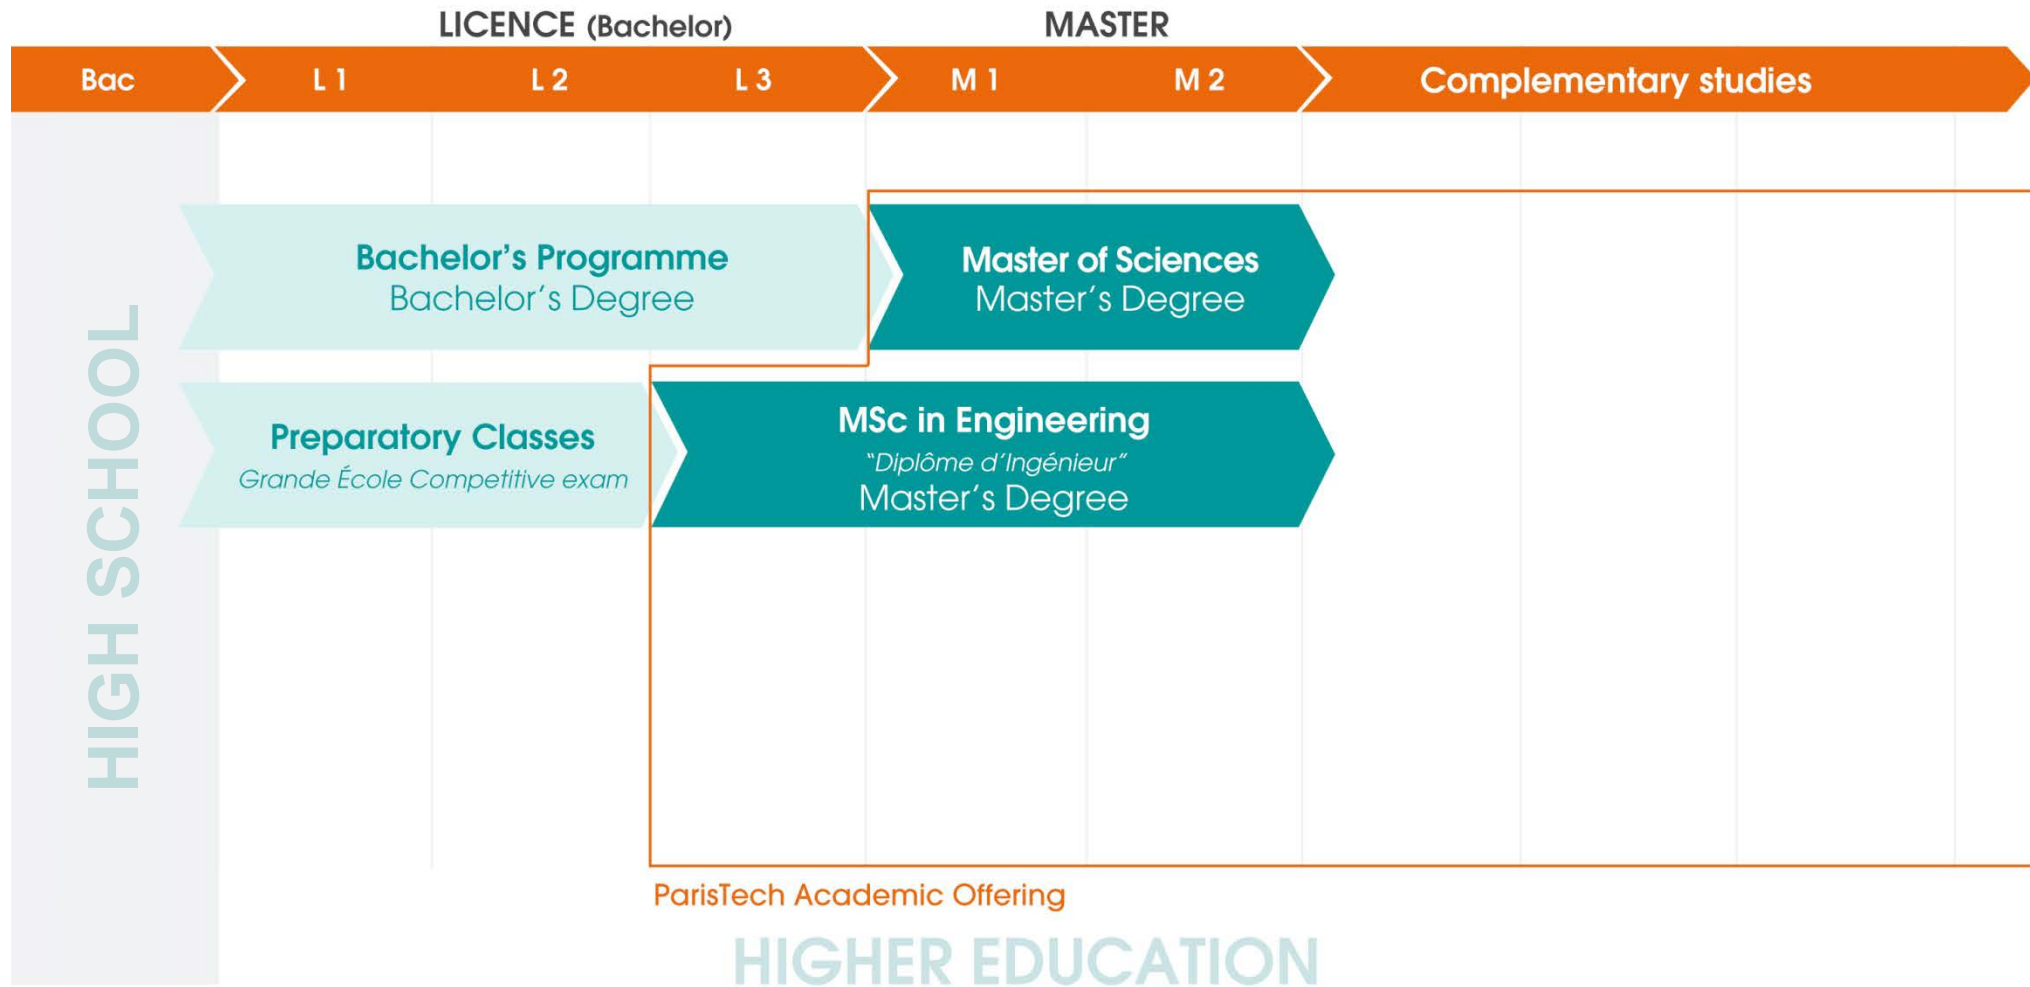 LICENCE (Bachelor)
MASTER
Bac
L 1
L 2
L 3
M 1
M 2
Complementary studies
HIGH SCHOOL
Bachelor’s Programme
Bachelor’s Degree
Master of Sciences
Master’s Degree
Preparatory Classes
Grande École Competitive exam
MSc in Engineering
“Diplôme d’Ingénieur”
Master’s Degree
ParisTech Academic Offering
HIGHER EDUCATION